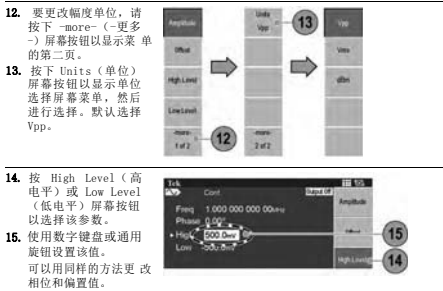 12. 要更改幅度单位，请
按下 -more-（-更多
-）屏幕按钮以显示菜 单
的第二页。
13. 按下 Units（单位）
屏幕按钮以显示单位
选择屏幕菜单，然后
进行选择。默认选择
Vpp。
Amplitude
Offset
High Level
Low Level
-more-
1 of 2
12
Units
Vpp
13
-more-
2 of 2
Vpp
Vrms
dBm
14. 按 High Level（高
电平）或 Low Level
（低电平）屏幕按钮
以选择该参数。
15. 使用数字键盘或通用
旋钮设置该值。
可以用同样的方法更 改
相位和偏置值。
Tek
Cont.
Output Off
Freq 1.000 000 000 00MHz
Phase 0.00°
High 500.0mV
Low -500.0mV
Amplitude
Offset
High Level
15
14